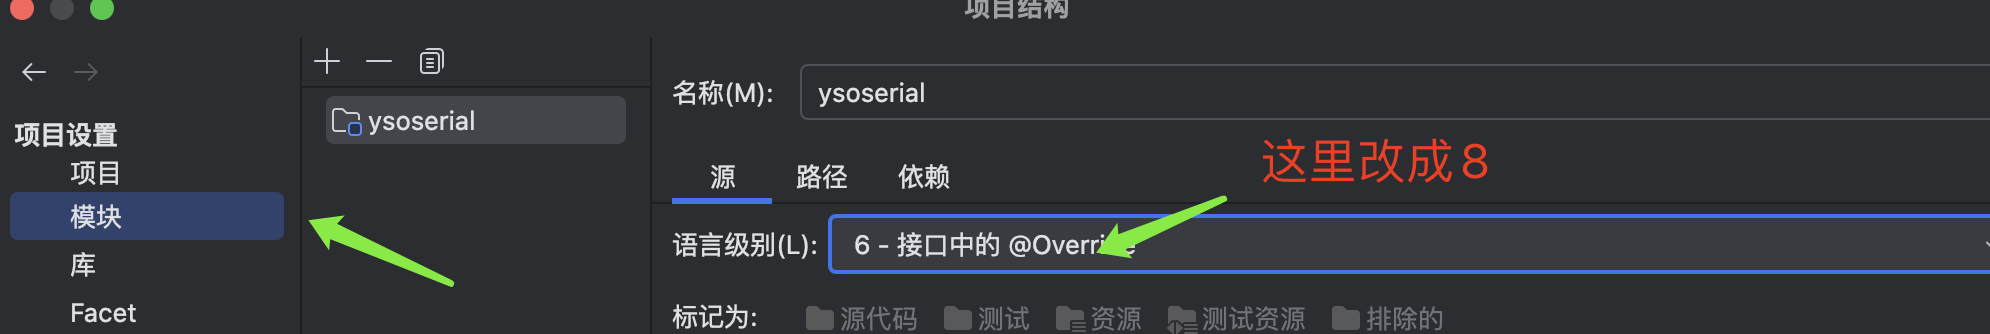 项目结构
项目设置
项目
模块
库
Facet
ysoserial
名称(M):
ysoserial
这里改成8
源 路径 依赖
语言级别(L):
6 - 接口中的 @Override
标记为:
源代码 测试 资源 测试资源 排除的